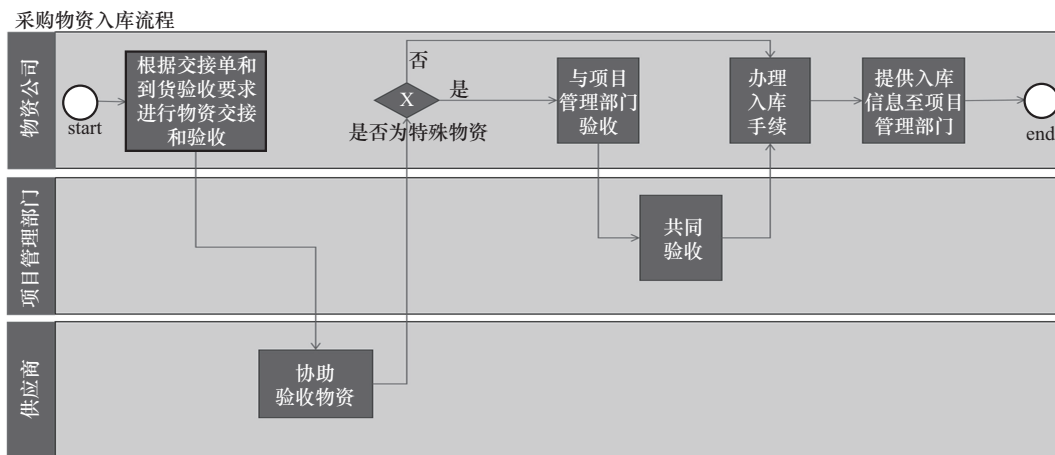 采购物资入库流程
物资公司
start
根据交接单和
到货验收要求
进行物资交接
和验收
否
X
是
是否为特殊物资
与项目
管理部门
验收
办理
入库
手续
提供入库
信息至项目
管理部门
end
项目管理部门
共同
验收
供应商
协助
验收物资